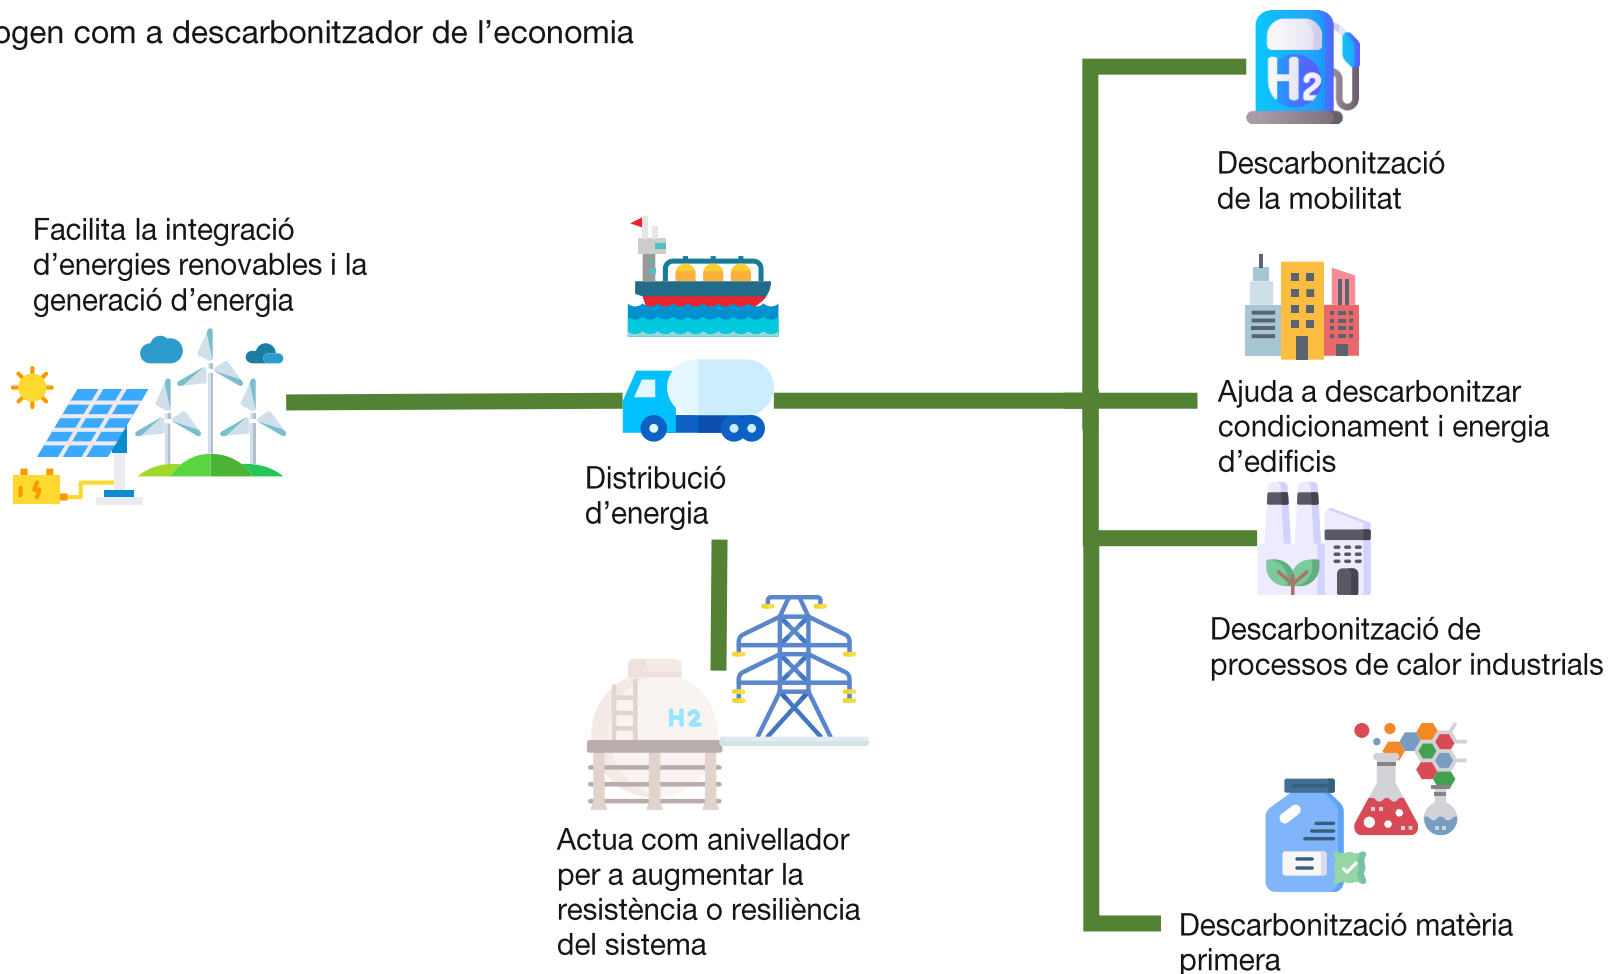 ogen com a descarbonitzador de l’economia
H2
Descarbonització
de la mobilitat
Facilita la integració
d’energies renovables i la
generació d’energia
Ajuda a descarbonitzar
condicionament i energia
d’edificis
Distribució
d’energia
Descarbonització de
processos de calor industrials
H2
Actua com anivellador
per a augmentar la
resistència o resiliència
del sistema
Descarbonització matèria
primera